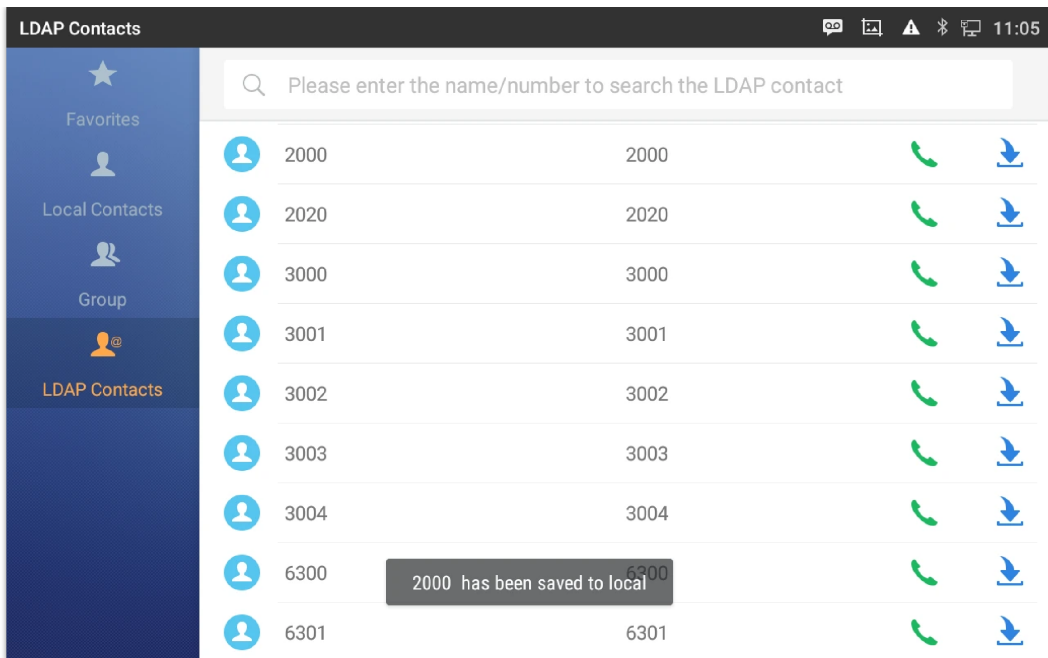 LDAP Contacts 11:05
Favorites
Local Contacts
Group
@
LDAP Contacts
Please enter the name/number to search the LDAP contact
2000 2000
2020 2020
3000 3000
3001 3001
3002 3002
3003 3003
3004 3004
6300 6300
2000 has been saved to local
6301 6301